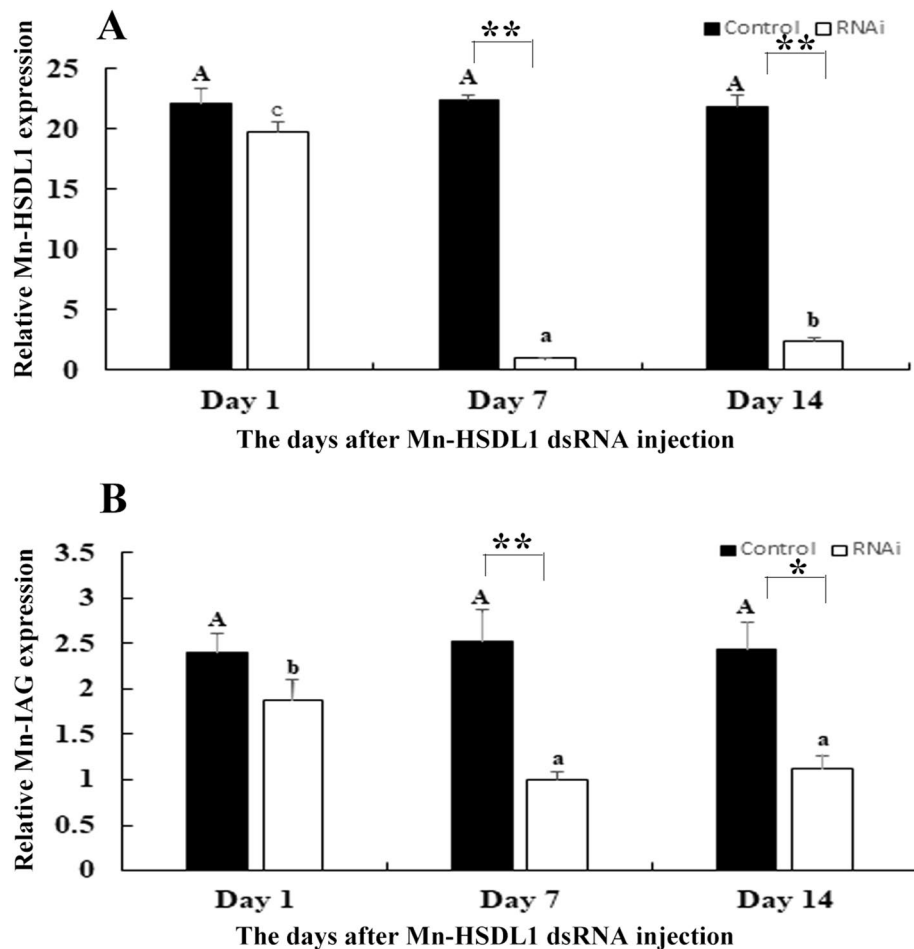 A
Control RNAi
**
**
25
20
15
10
5
0
Relative Mn-HSDL1 expression
A
c
A
a
A
b
Day 1 Day 7 Day 14
The days after Mn-HSDL1 dsRNA injection
B
Control RNAi
**
*
3.5
3
2.5
2
1.5
1
0.5
0
Relative Mn-IAG expression
A
b
A
a
A
a
Day 1 Day 7 Day 14
The days after Mn-HSDL1 dsRNA injection